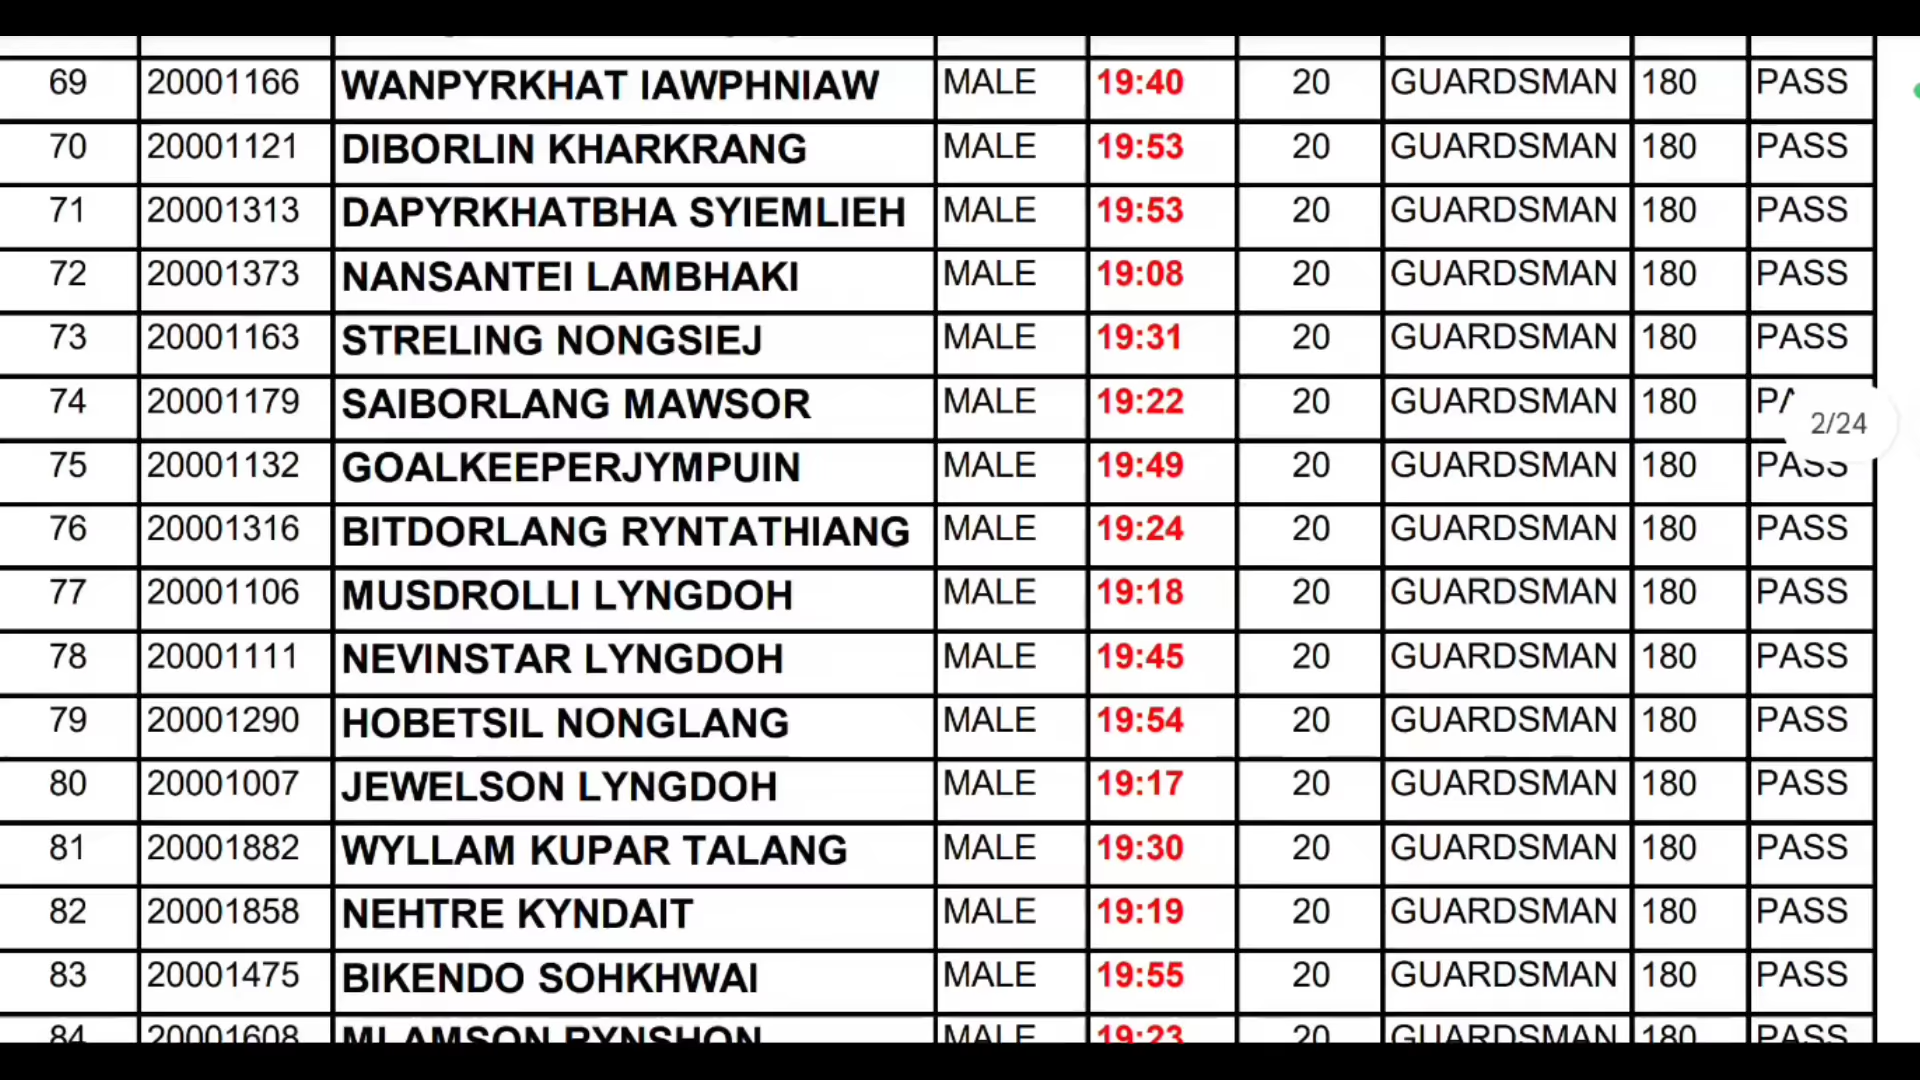 69 20001166 WANPYRKHAT IAWPHNIAW MALE 19:40 20 GUARDSMAN 180 PASS
70 20001121 DIBORLIN KHARKRANG MALE 19:53 20 GUARDSMAN 180 PASS
71 20001313 DAPYRKHATBHA SYIEMLIEH MALE 19:53 20 GUARDSMAN 180 PASS
72 20001373 NANSANTEI LAMBHAKI MALE 19:08 20 GUARDSMAN 180 PASS
73 20001163 STRELING NONGSIEJ MALE 19:31 20 GUARDSMAN 180 PASS
74 20001179 SAIBORLANG MAWSOR MALE 19:22 20 GUARDSMAN 180
2/24
75 20001132 GOALKEEPERJYMPUIN MALE 19:49 20 GUARDSMAN 180 PASS
76 20001316 BITDORLANG RYNTATHIANG MALE 19:24 20 GUARDSMAN 180 PASS
77 20001106 MUSDROLLI LYNGDOH MALE 19:18 20 GUARDSMAN 180 PASS
78 20001111 NEVINSTAR LYNGDOH MALE 19:45 20 GUARDSMAN 180 PASS
79 20001290 HOBETSIL NONGLANG MALE 19:54 20 GUARDSMAN 180 PASS
80 20001007 JEWELSON LYNGDOH MALE 19:17 20 GUARDSMAN 180 PASS
81 20001882 WYLLAM KUPAR TALANG MALE 19:30 20 GUARDSMAN 180 PASS
82 20001858 NEHTRE KYNDAIT MALE 19:19 20 GUARDSMAN 180 PASS
83 20001475 BIKENDO SOHKHWAI MALE 19:55 20 GUARDSMAN 180 PASS
84 20001608 MLAMSON RYNSHON MALE 19:23 20 GUARDSMAN 180 PASS